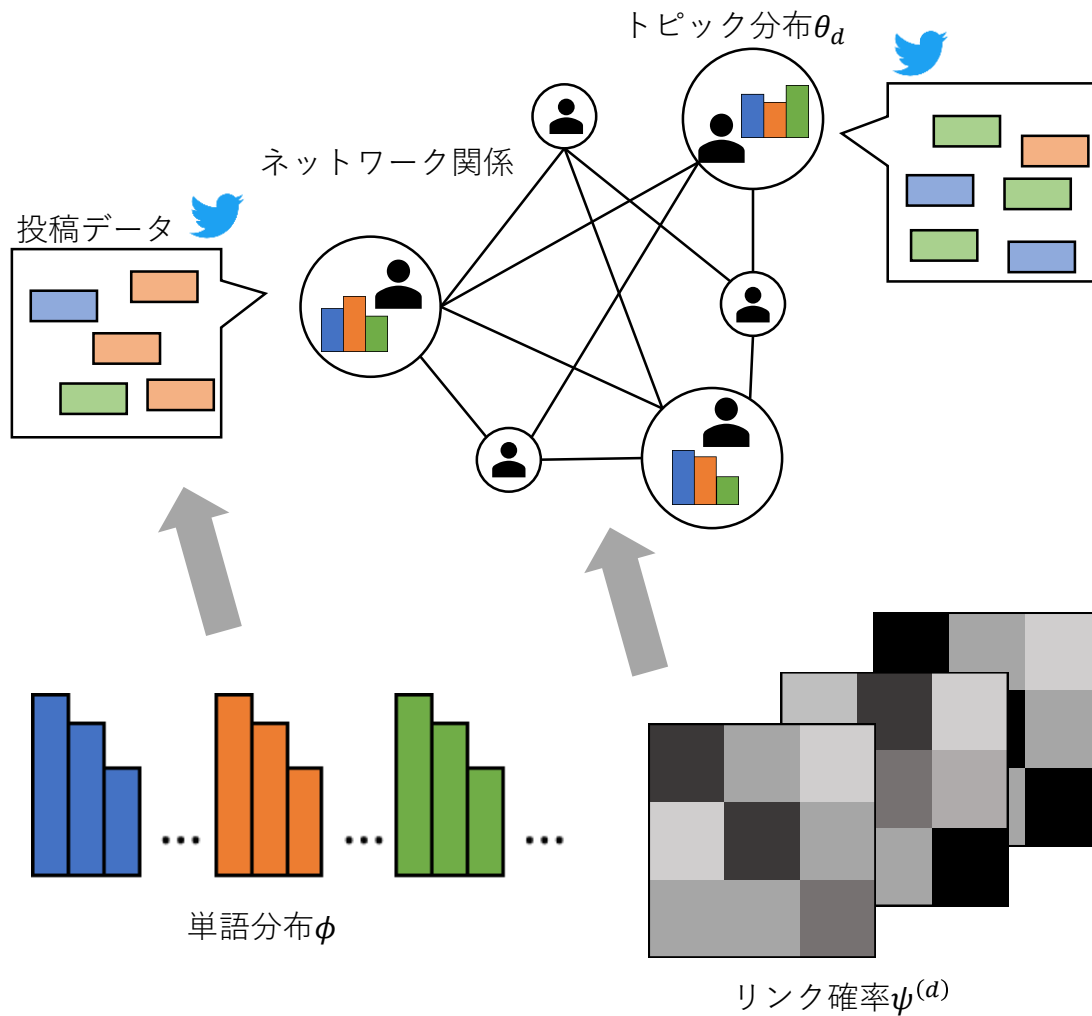 トピック分布θ_d
ネットワーク関係
投稿データ
...
...
...
単語分布ϕ
リンク確率ψ^(d)